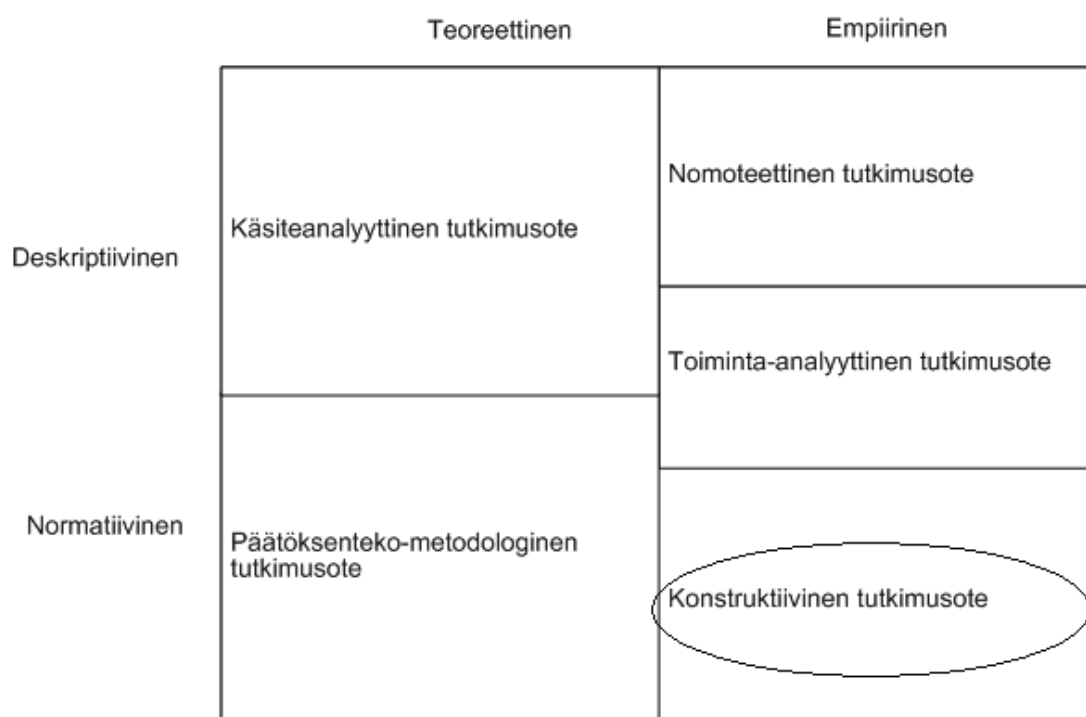 Teoreettinen
Empiirinen
Nomoteettinen tutkimusote
Käsiteanalyyttinen tutkimusote
Deskriptiivinen
Toiminta-analyyttinen tutkimusote
Normatiivinen
Päätöksenteko-metodologinen
tutkimusote
Konstruktiivinen tutkimusote